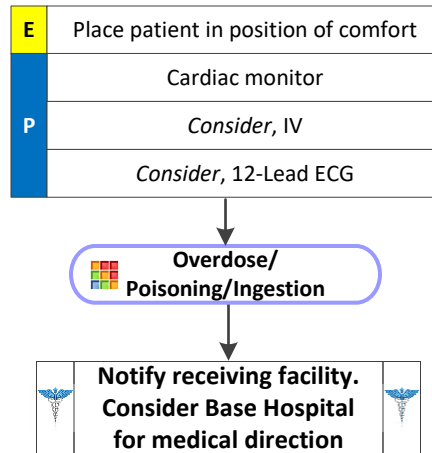 E Place patient in position of comfort
Cardiac monitor
P Consider, IV
Consider, 12-Lead ECG
Overdose/
Poisoning/Ingestion
Notify receiving facility.
Consider Base Hospital
for medical direction